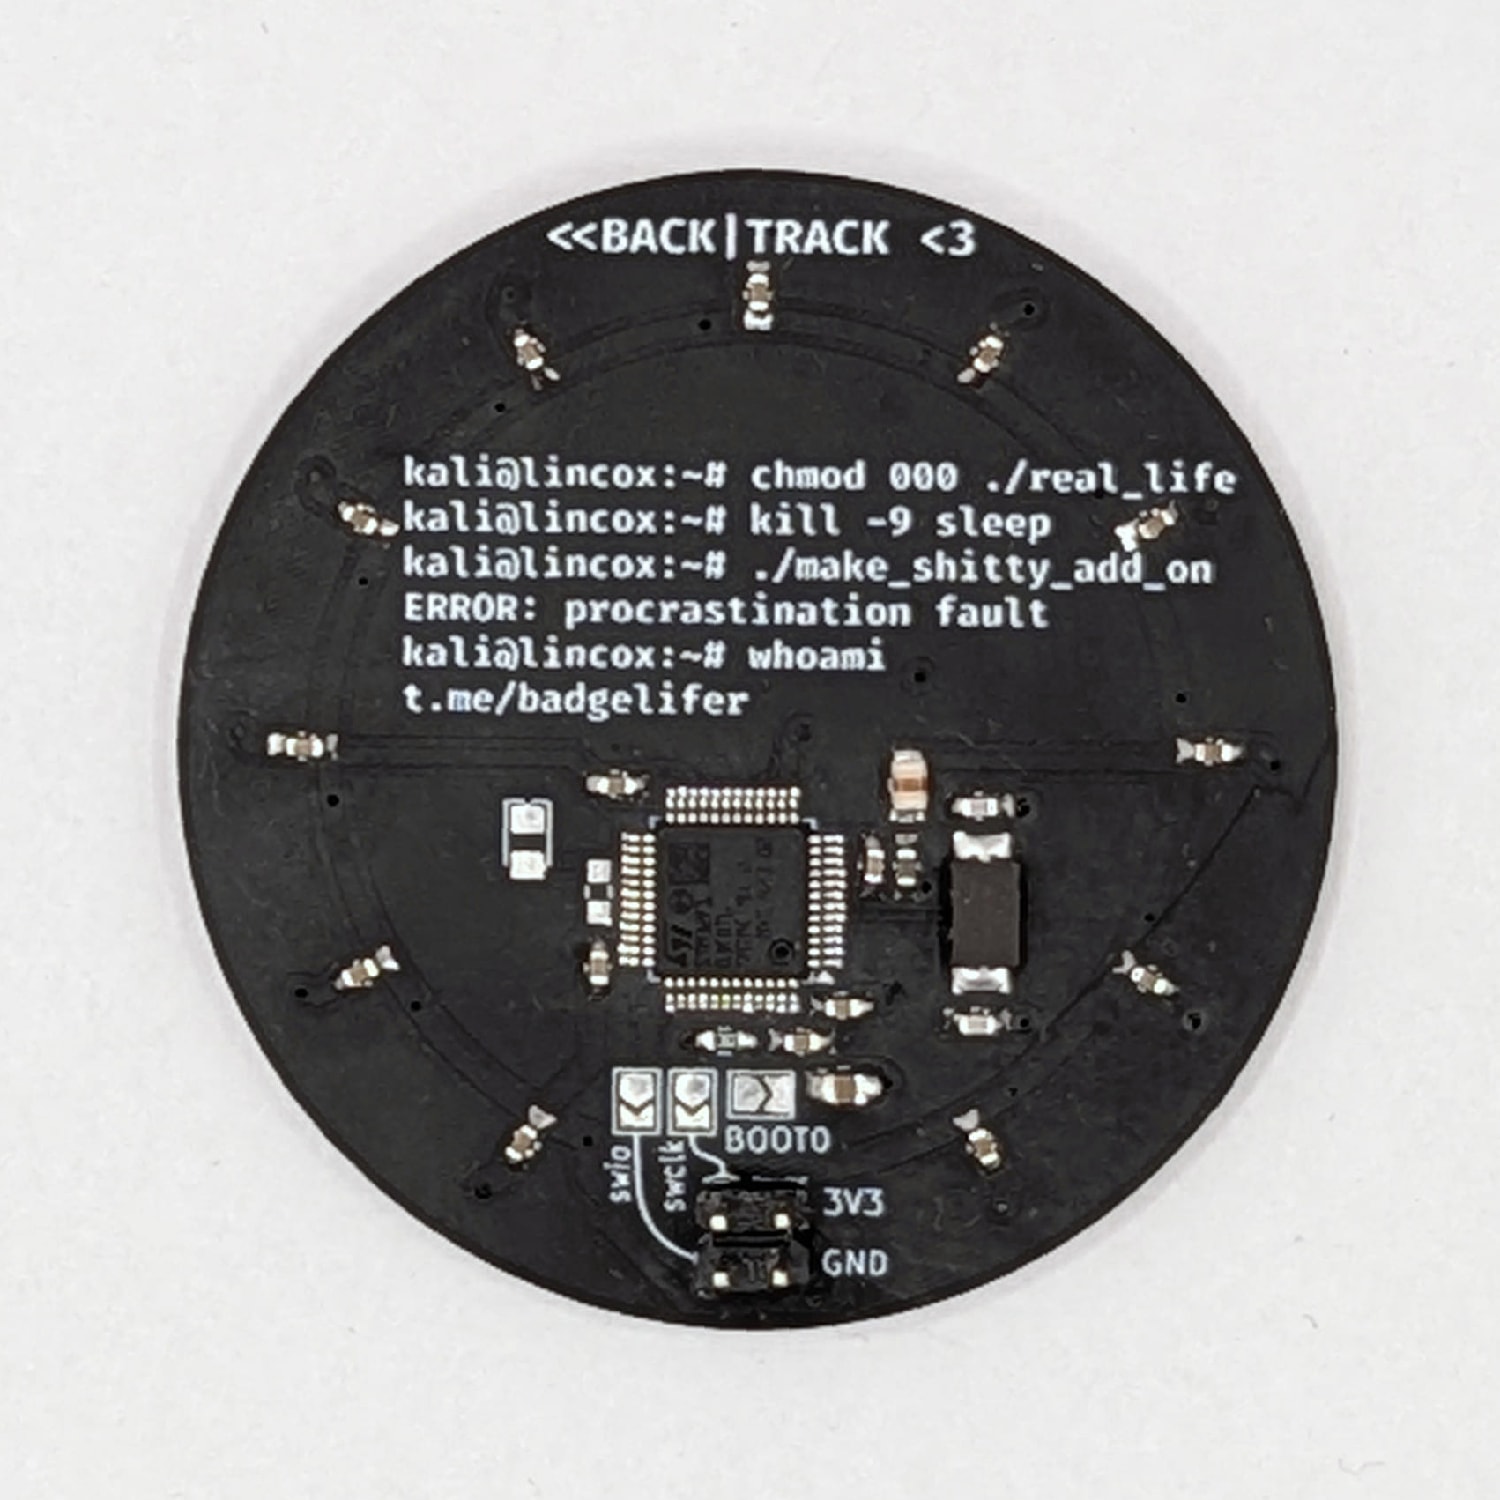 <<BACK|TRACK <3
kali@lincox:~# chmod 000 ./real_life
kali@lincox:~# kill -9 sleep
kali@lincox:~# ./make_shitty_add_on
ERROR: procrastination fault
kali@lincox:~# whoami
t.me/badgelifer
BOOT0
swio
swclk
3V3
GND